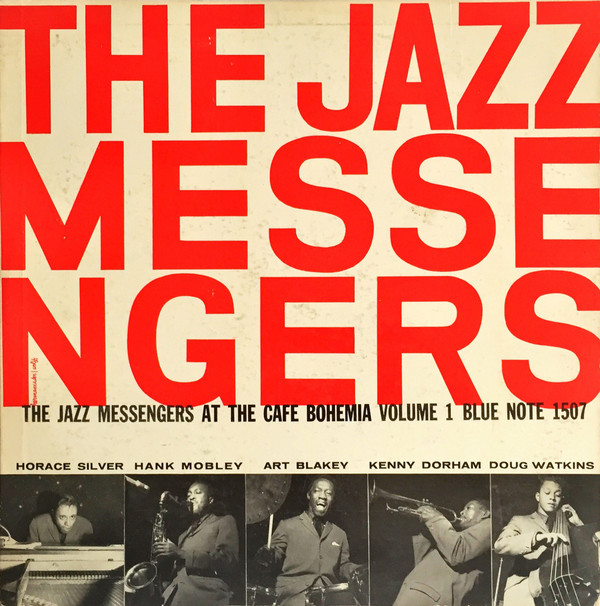 THE JAZZ
MESSE
NGERS
THE JAZZ MESSENGERS AT THE CAFE BOHEMIA VOLUME 1 BLUE NOTE 1507
HORACE SILVER HANK MOBLEY ART BLAKEY KENNY DORHAM DOUG WATKINS